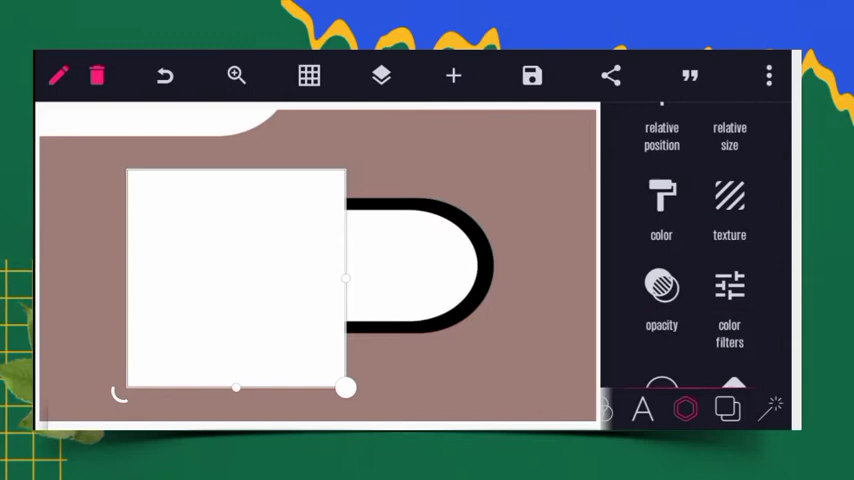 relative
position
relative
size
color
texture
opacity
color
filters